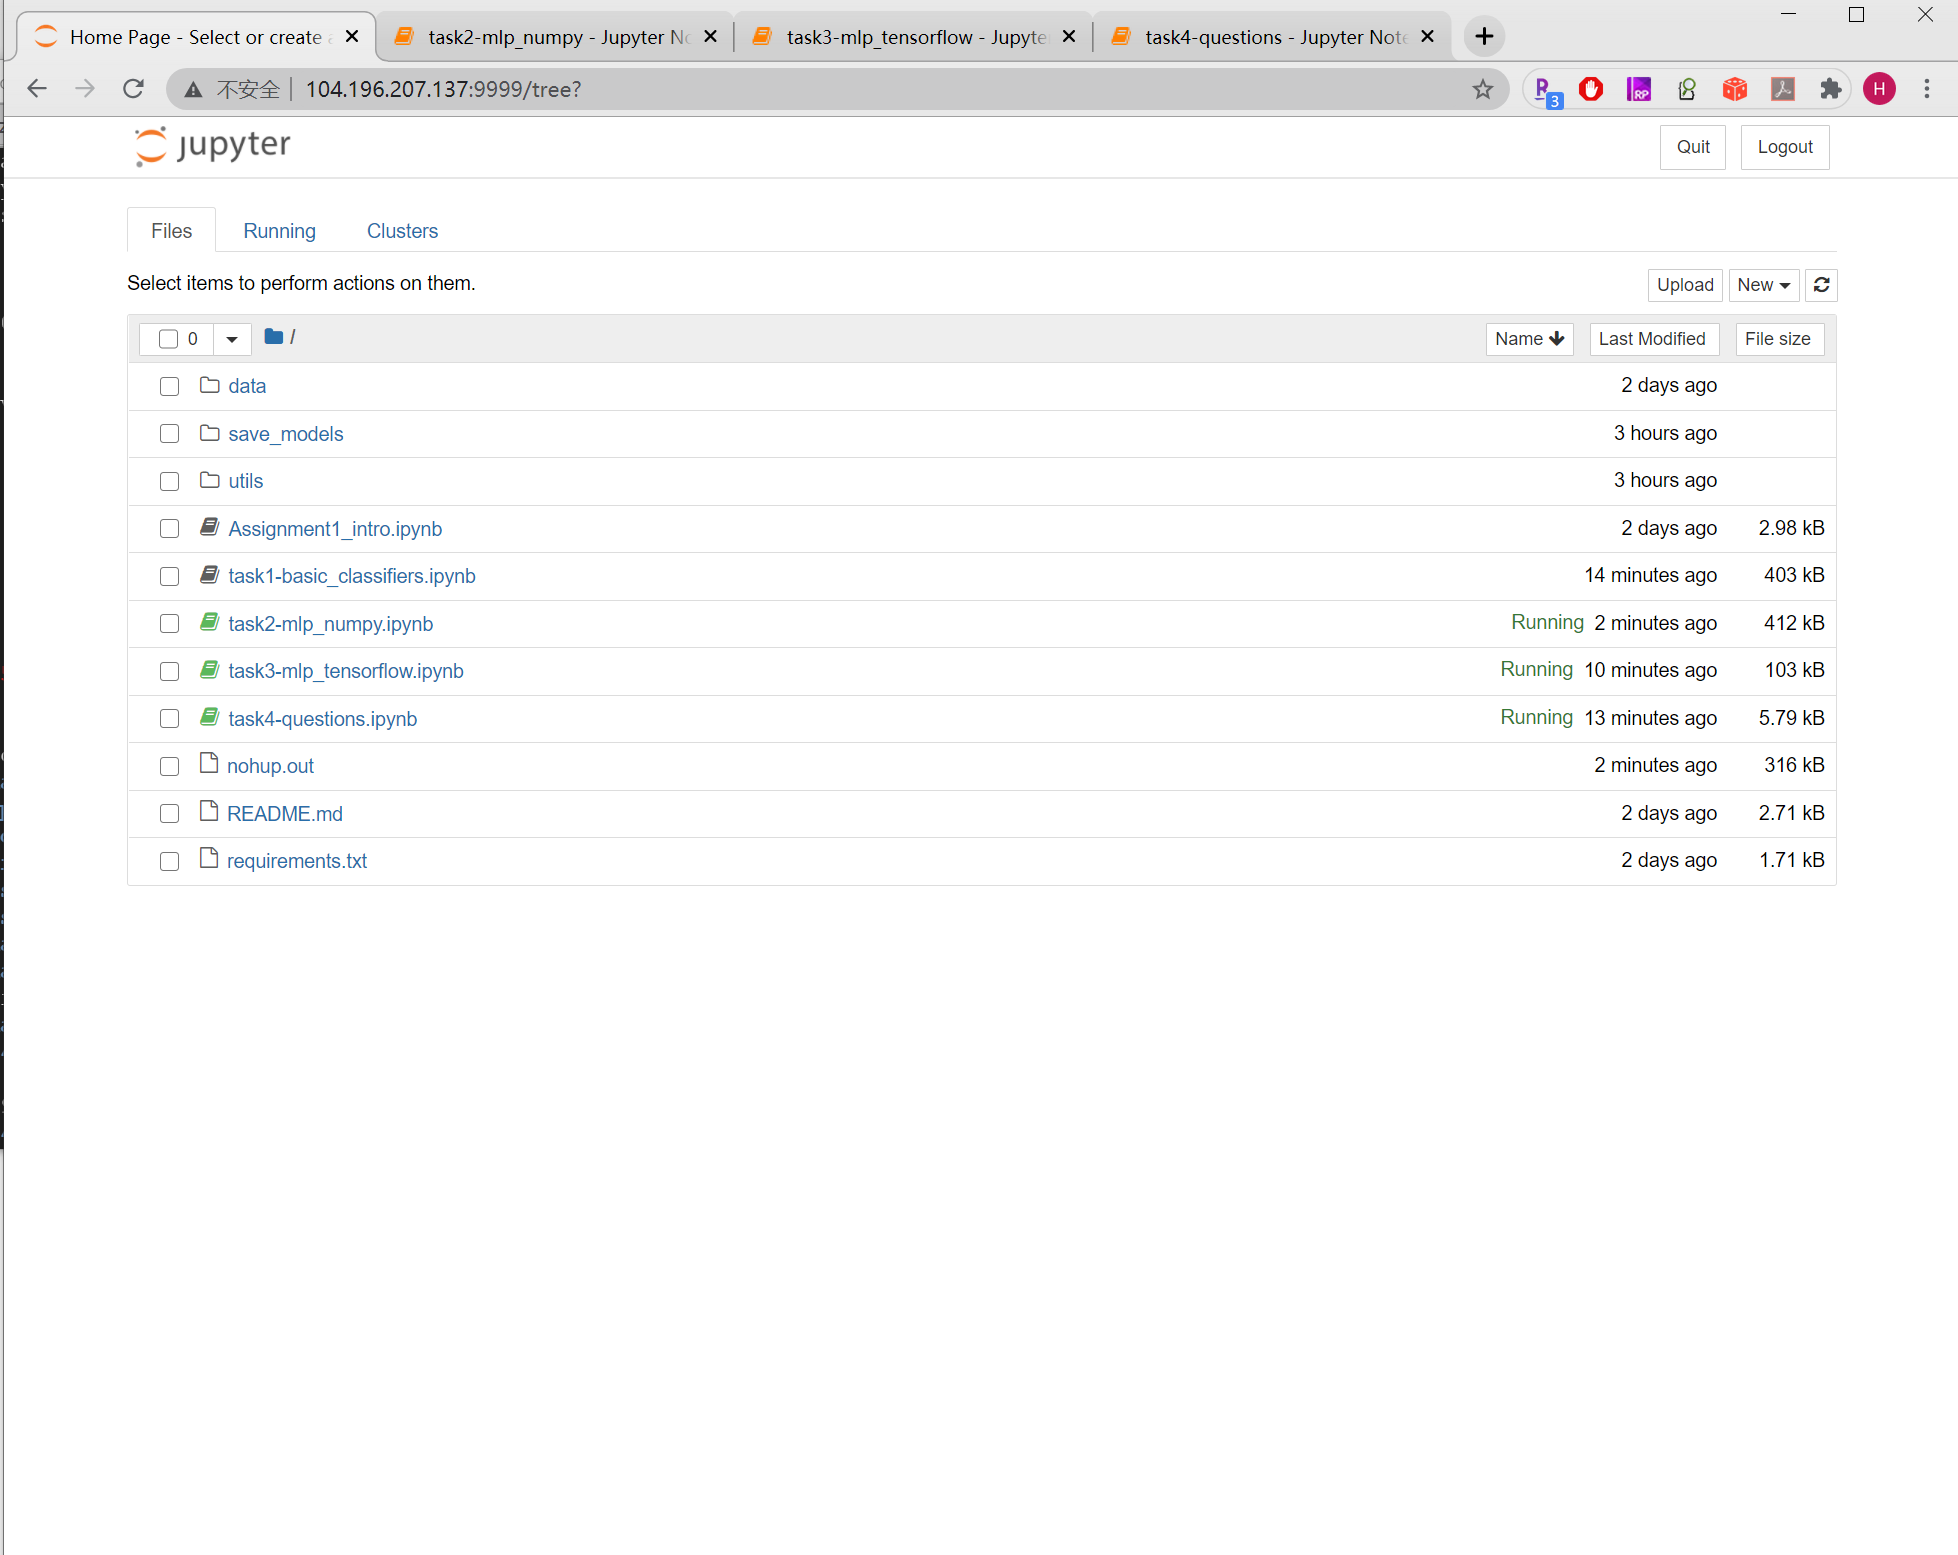 Home Page - Select or create a
task2-mlp_numpy - Jupyter No
task3-mlp_tensorflow - Jupyte
task4-questions - Jupyter Note
不安全
104.196.207.137:9999/tree?
3
RP
H
jupyter
Quit
Logout
Files
Running
Clusters
Select items to perform actions on them.
Upload
New
0
/
Name
Last Modified
File size
data 2 days ago
save_models 3 hours ago
utils 3 hours ago
Assignment1_intro.ipynb 2 days ago 2.98 kB
task1-basic_classifiers.ipynb 14 minutes ago 403 kB
task2-mlp_numpy.ipynb Running 2 minutes ago 412 kB
task3-mlp_tensorflow.ipynb Running 10 minutes ago 103 kB
task4-questions.ipynb Running 13 minutes ago 5.79 kB
nohup.out 2 minutes ago 316 kB
README.md 2 days ago 2.71 kB
requirements.txt 2 days ago 1.71 kB